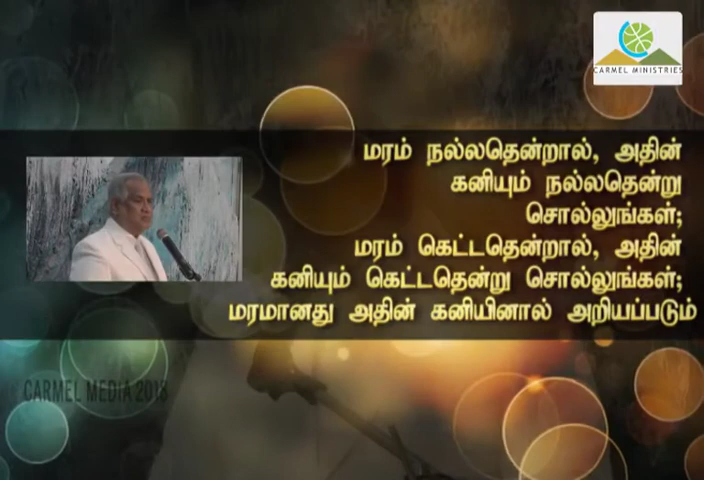 CARMEL MINISTRIES
மரம் நல்லதென்றால், அதின்
கனியும் நல்லதென்று
சொல்லுங்கள்;
மரம் கெட்டதென்றால், அதின்
கனியும் கெட்டதென்று சொல்லுங்கள்;
மரமானது அதின் கனியினால் அறியப்படும்
CARMEL MEDIA 2018